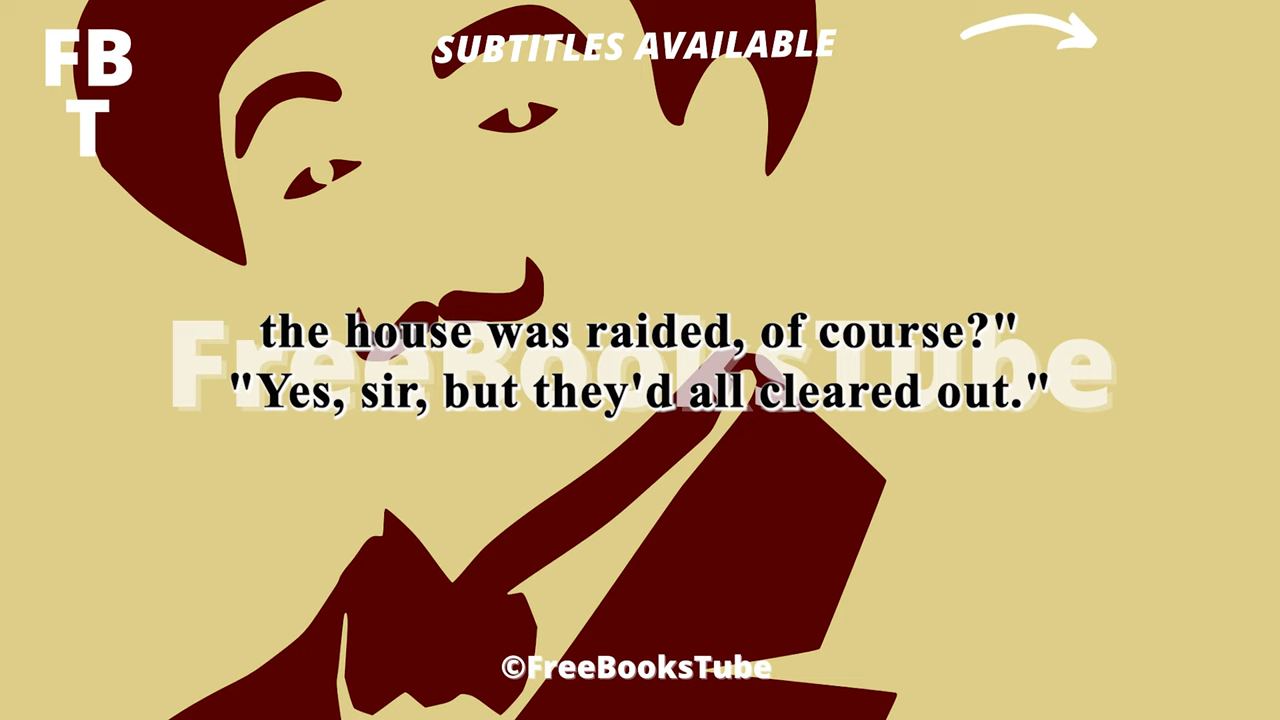 FB
T
SUBTITLES AVAILABLE
FreeBooksTube
the house was raided, of course?"
"Yes, sir, but they'd all cleared out."
©FreeBooksTube